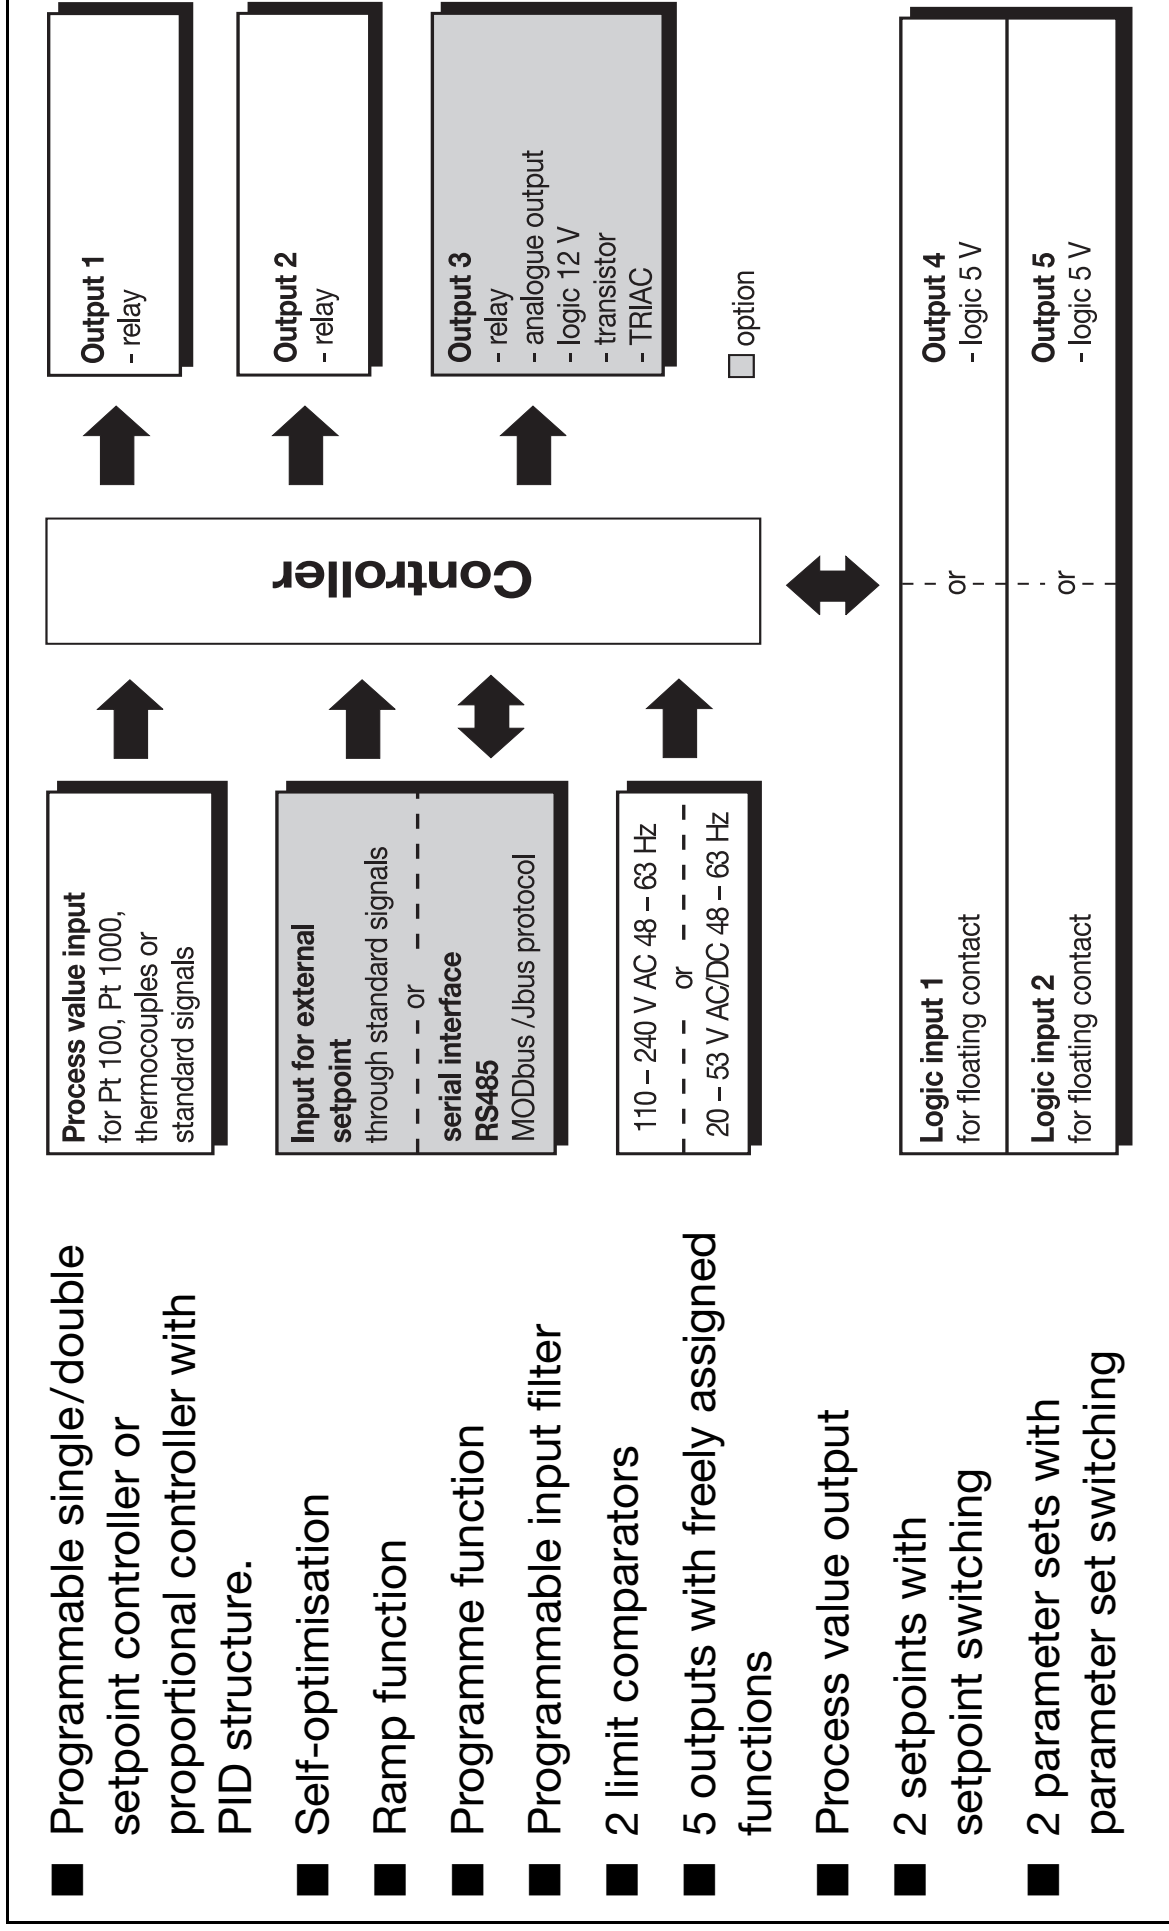 ■ Programmable single/double
setpoint controller or
proportional controller with
PID structure.
■ Self-optimisation
■ Ramp function
■ Programme function
■ Programmable input filter
■ 2 limit comparators
■ 5 outputs with freely assigned
functions
■ Process value output
■ 2 setpoints with
setpoint switching
■ 2 parameter sets with
parameter set switching
Process value input
for Pt 100, Pt 1000,
thermocouples or
standard signals
Input for external
setpoint
through standard signals
or
serial interface
RS485
MODbus /Jbus protocol
110 – 240 V AC 48 – 63 Hz
or
20 – 53 V AC/DC 48 – 63 Hz
Controller
Output 1
- relay
Output 2
- relay
Output 3
- relay
- analogue output
- logic 12 V
- transistor
- TRIAC
option
Logic input 1
for floating contact
or
Output 4
- logic 5 V
Logic input 2
for floating contact
or
Output 5
- logic 5 V